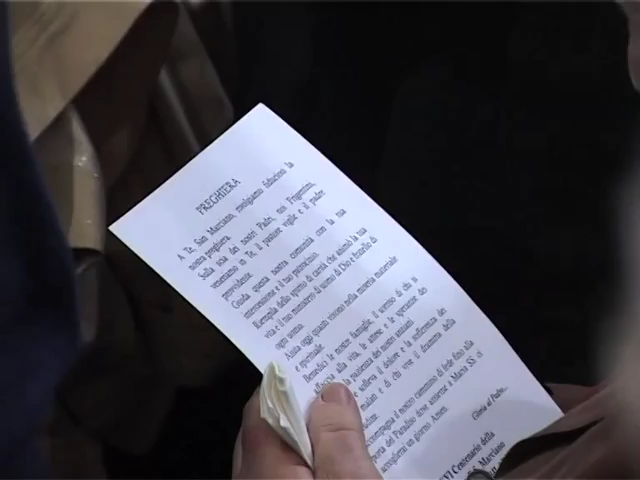 PREGHIERA
A Te, San Marciano, rivolgiamo fiduciosi la
nostra preghiera.
Sulla scia dei nostri Padri, noi Frigentini,
veneriamo in Te, il pastore vigile e il padre
provvidente.
Guida questa nostra comunità con la tua
intercessione e il tuo patrocinio.
Riempila dello spirito di carità che animò la tua
vita e il tuo ministero di uomo di Dio e fratello di
ogni uomo.
Aiuta oggi quanti vivono nella miseria materiale
e spirituale.
Benedici le nostre famiglie, il sorriso di chi si
affaccia alla vita, le attese e le speranze dei
la pazienza dei nostri anziani.
solleva il dolore e la sofferenza dei
malati e di chi vive il dramma della
Accompagna il nostro cammino di fede fino alla
porta del Paradiso dove assieme a Maria SS. ci
accoglierai un giorno. Amen.
Gloria al Padre...
XVI Centenario della
Marciano